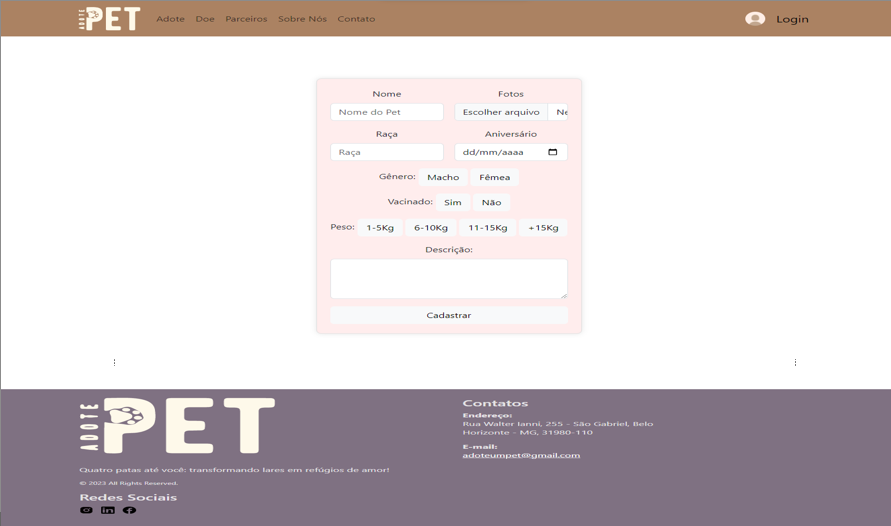 ADOTE PET Adote Doe Parceiros Sobre Nós Contato Login
Nome Fotos
Nome do Pet Escolher arquivo Ne
Raça Aniversário
Raça dd/mm/aaaa
Gênero: Macho Fêmea
Vacinado: Sim Não
Peso: 1-5Kg 6-10Kg 11-15Kg +15Kg
Descrição:
Cadastrar
ADOTE PET
Quatro patas até você: transformando lares em refúgios de amor!
© 2023 All Rights Reserved.
Redes Sociais
Contatos
Endereço:
Rua Walter Ianni, 255 - São Gabriel, Belo
Horizonte - MG, 31980-110
E-mail:
adoteumpet@gmail.com